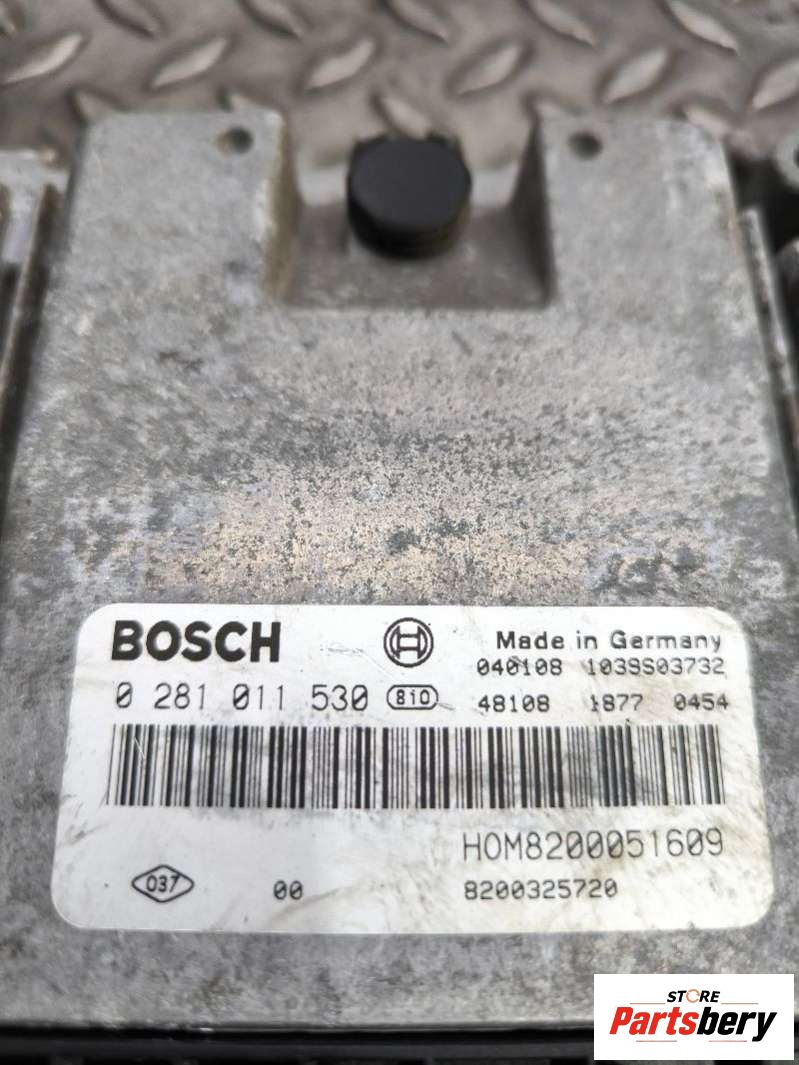 BOSCH Made in Germany
040108 1039S03732
0 281 011 530 810 48108 1877 0454
HOM8200051609
037 00 8200325720
STORE
Partsbery